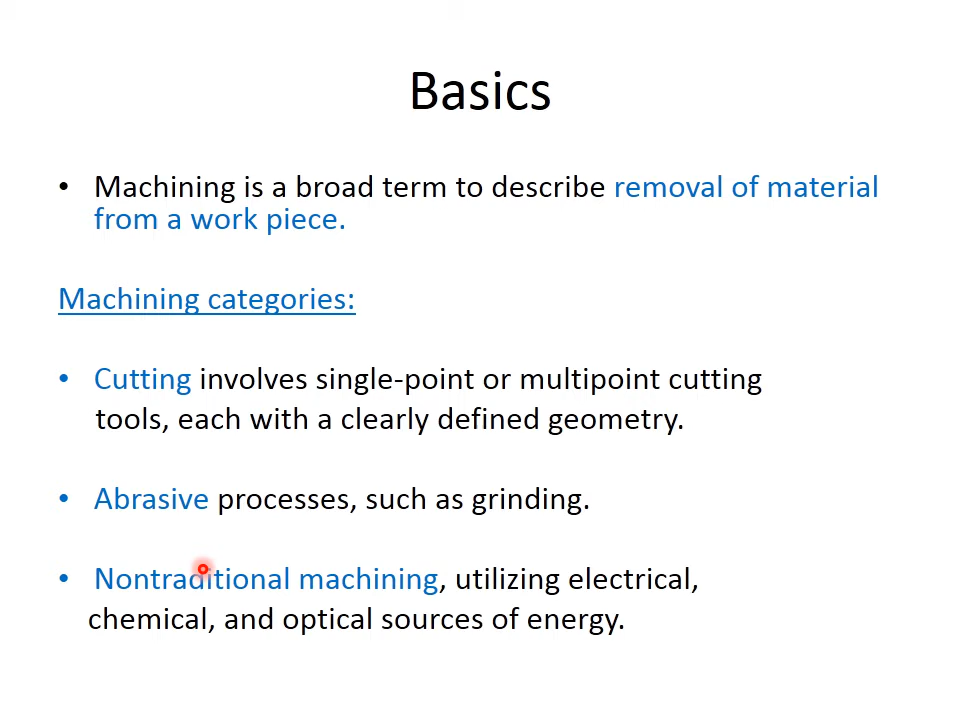 Basics
• Machining is a broad term to describe removal of material
from a work piece.
Machining categories:
• Cutting involves single-point or multipoint cutting
tools, each with a clearly defined geometry.
• Abrasive processes, such as grinding.
• Nontraditional machining, utilizing electrical,
chemical, and optical sources of energy.